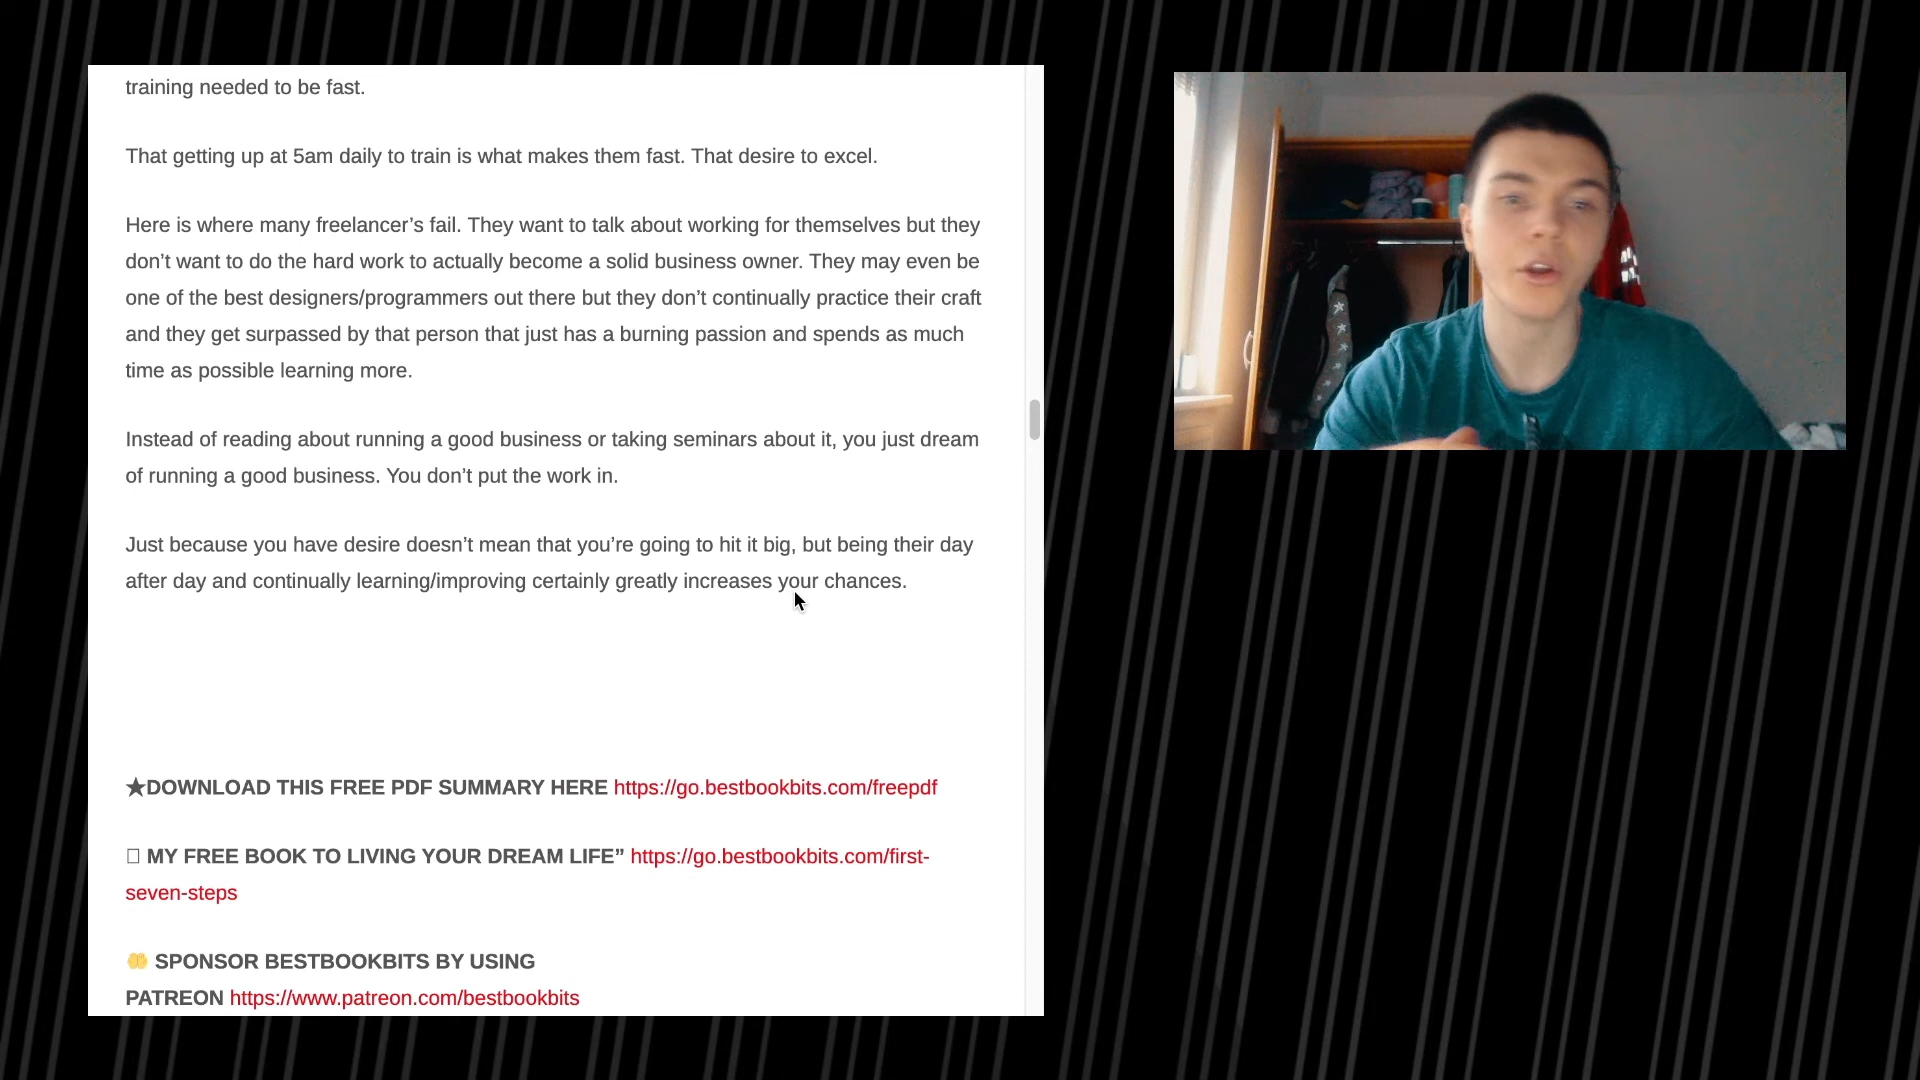 training needed to be fast.
That getting up at 5am daily to train is what makes them fast. That desire to excel.
Here is where many freelancer’s fail. They want to talk about working for themselves but they
don’t want to do the hard work to actually become a solid business owner. They may even be
one of the best designers/programmers out there but they don’t continually practice their craft
and they get surpassed by that person that just has a burning passion and spends as much
time as possible learning more.
Instead of reading about running a good business or taking seminars about it, you just dream
of running a good business. You don’t put the work in.
Just because you have desire doesn’t mean that you’re going to hit it big, but being their day
after day and continually learning/improving certainly greatly increases your chances.
★DOWNLOAD THIS FREE PDF SUMMARY HERE https://go.bestbookbits.com/freepdf
MY FREE BOOK TO LIVING YOUR DREAM LIFE” https://go.bestbookbits.com/first-
seven-steps
🤲 SPONSOR BESTBOOKBITS BY USING
PATREON https://www.patreon.com/bestbookbits